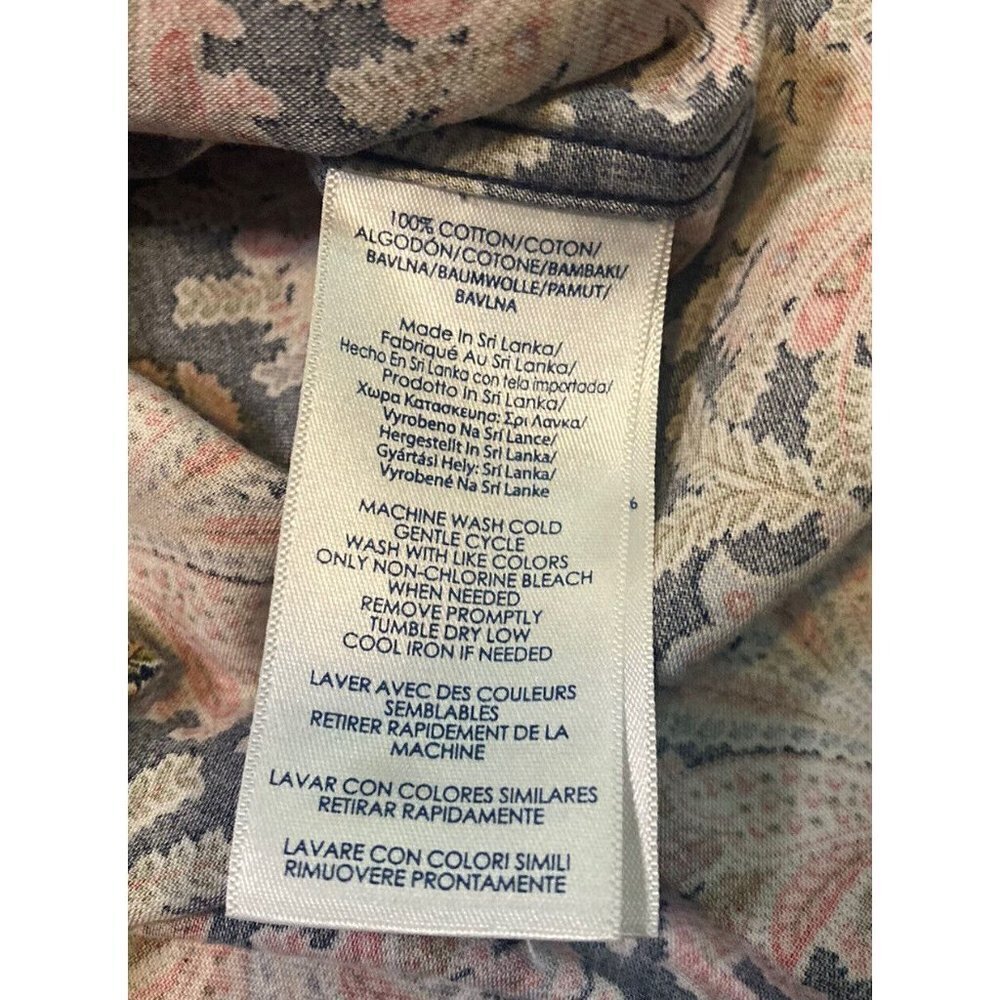 100% COTTON/COTON/
ALGODÓN/COTONE/BAMBAKI/
BAVLNA/BAUMWOLLE/PAMUT/
BAVLNA
Made In Sri Lanka/
Fabriqué Au Sri Lanka/
Hecho En Sri Lanka con tela importada/
Prodotto In Sri Lanka/
Χωρα Κατασκευησ: Σρι Λανκα/
Vyrobeno Na Srí Lance/
Hergestellt In Sri Lanka/
Gyártási Hely: Srí Lanka/
Vyrobené Na Srí Lanke
MACHINE WASH COLD
GENTLE CYCLE
WASH WITH LIKE COLORS
ONLY NON-CHLORINE BLEACH
WHEN NEEDED
REMOVE PROMPTLY
TUMBLE DRY LOW
COOL IRON IF NEEDED
LAVER AVEC DES COULEURS
SEMBLABLES
RETIRER RAPIDEMENT DE LA
MACHINE
LAVAR CON COLORES SIMILARES
RETIRAR RAPIDAMENTE
LAVARE CON COLORI SIMILI
RIMUOVERE PRONTAMENTE